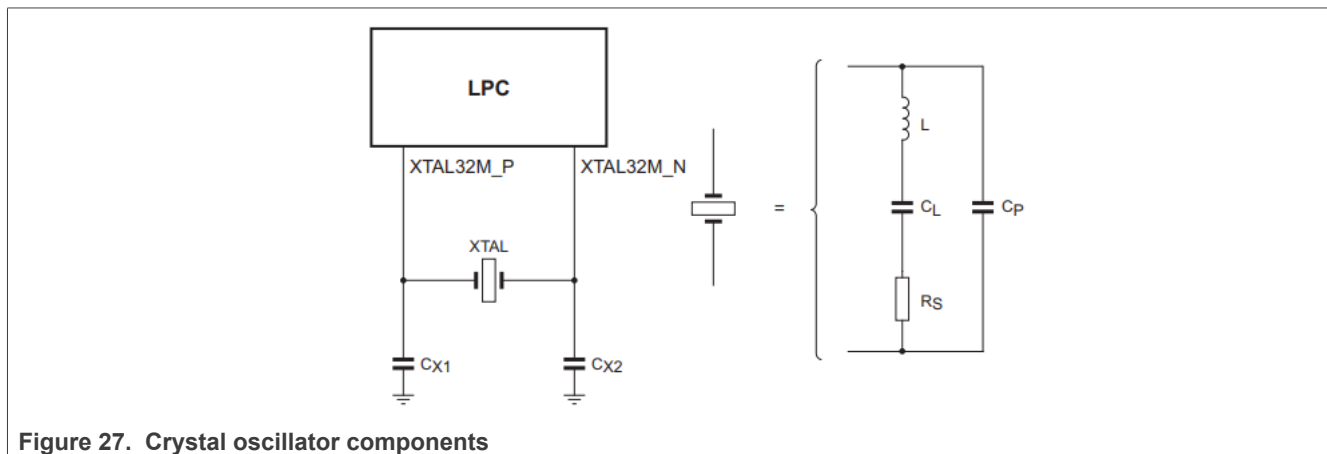 LPC
XTAL32M_P
XTAL32M_N
XTAL
CX1
CX2
=
L
CL
CP
RS
Figure 27. Crystal oscillator components